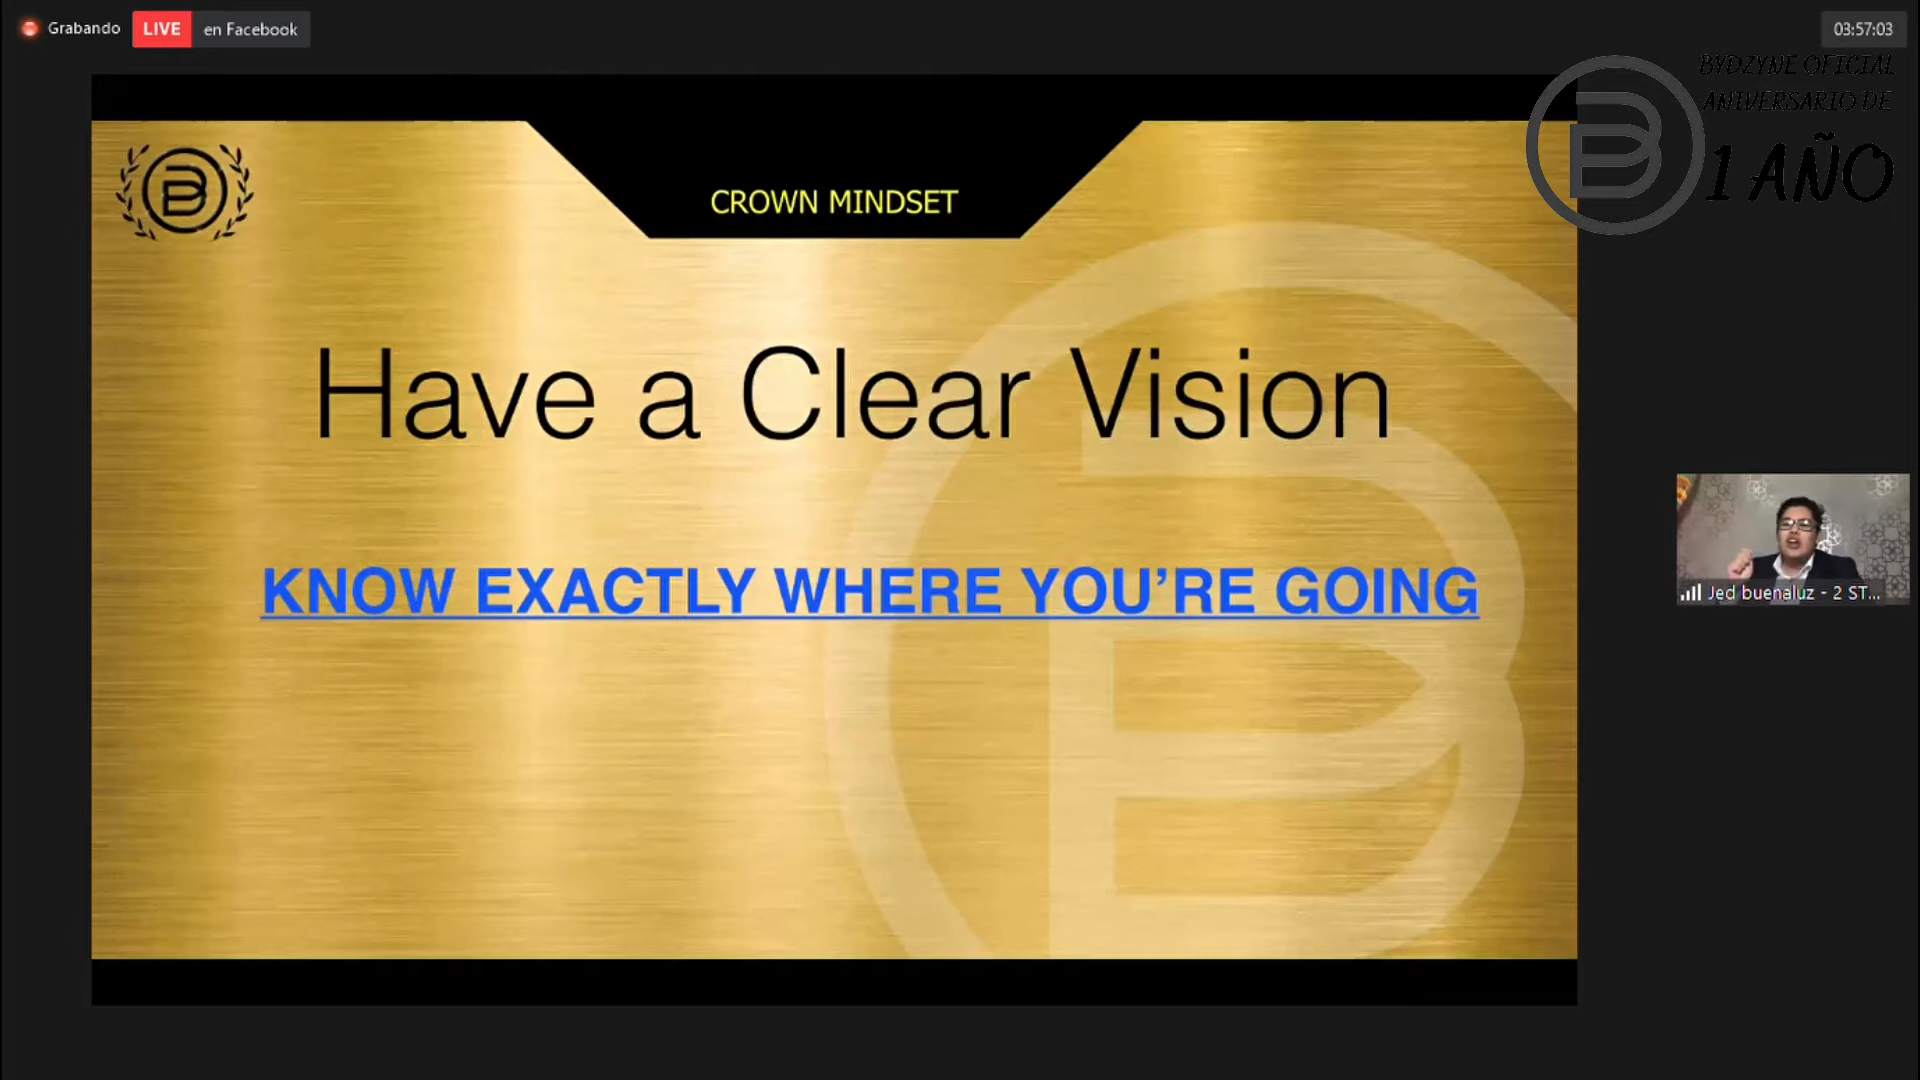 Grabando
LIVE
en Facebook
03:57:03
BYDZYNE OFICIAL
ANIVERSARIO DE
1 AÑO
CROWN MINDSET
Have a Clear Vision
KNOW EXACTLY WHERE YOU’RE GOING
Jed buenaluz - 2 ST...